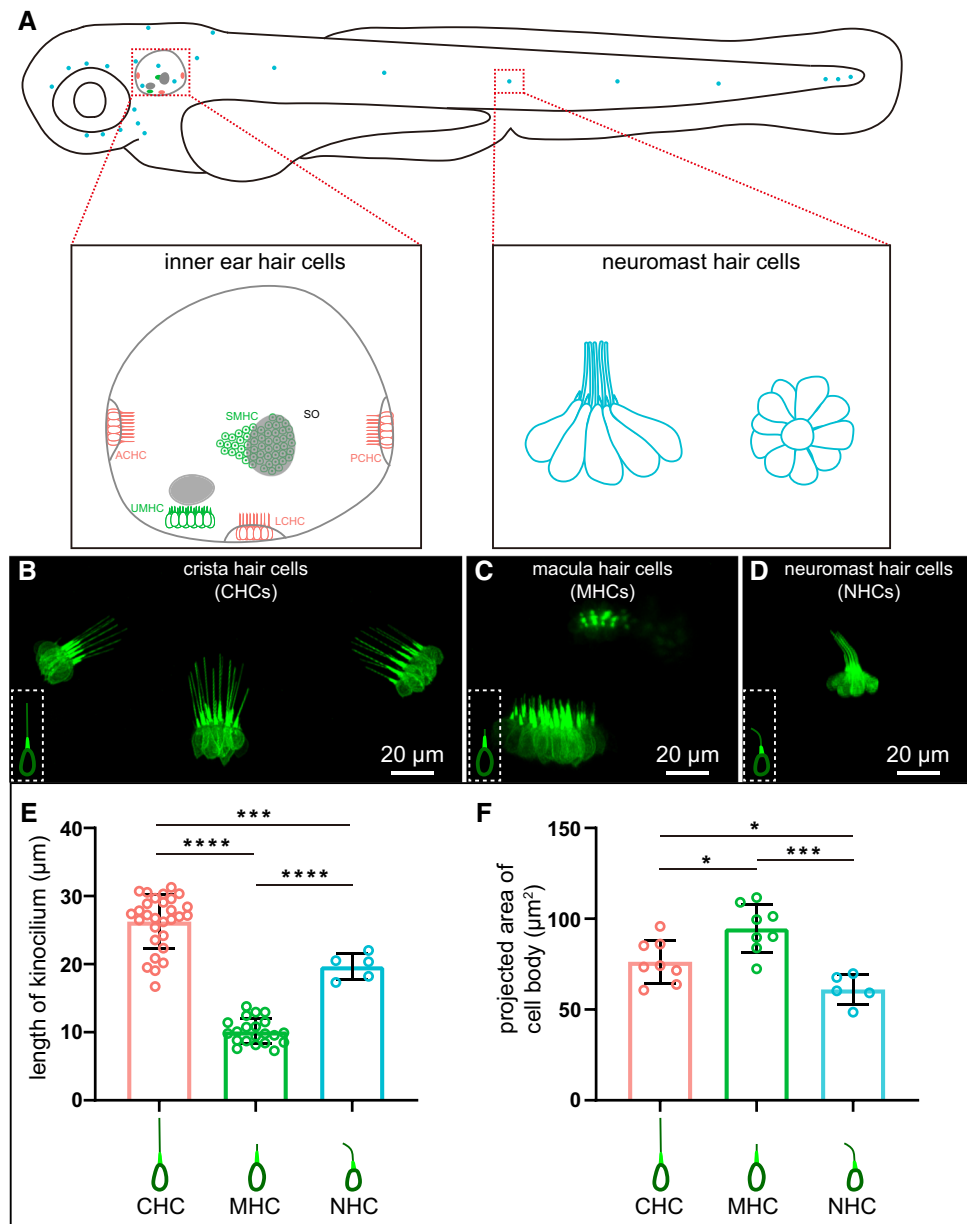 A
inner ear hair cells
neuromast hair cells
SMHC
SO
ACHC
PCHC
UMHC
LCHC
B
crista hair cells
(CHCs)
20 µm
C
macula hair cells
(MHCs)
20 µm
D
neuromast hair cells
(NHCs)
20 µm
E
length of kinocilium (µm)
40
30
20
10
0
***
****
****
CHC
MHC
NHC
F
projected area of
cell body (µm²)
150
100
50
0
*
*
***
CHC
MHC
NHC